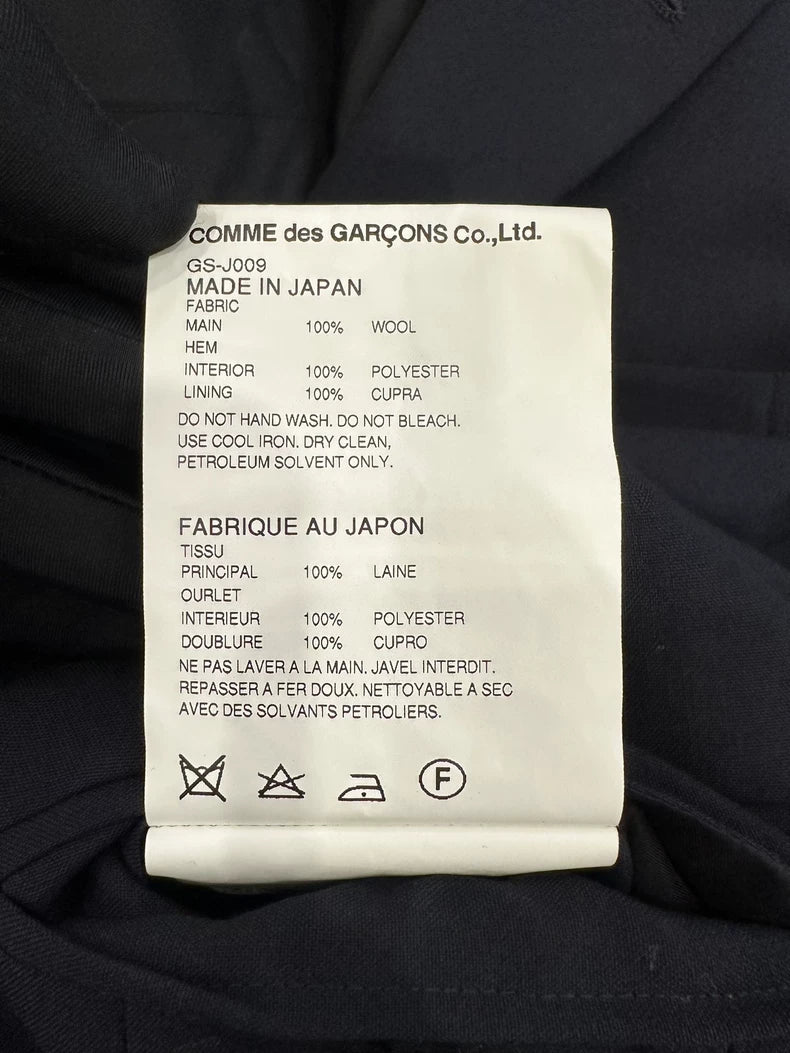 COMME des GARÇONS Co.,Ltd.
GS-J009
MADE IN JAPAN
FABRIC
MAIN 100% WOOL
HEM
INTERIOR 100% POLYESTER
LINING 100% CUPRA
DO NOT HAND WASH. DO NOT BLEACH.
USE COOL IRON. DRY CLEAN,
PETROLEUM SOLVENT ONLY.
FABRIQUE AU JAPON
TISSU
PRINCIPAL 100% LAINE
OURLET
INTERIEUR 100% POLYESTER
DOUBLURE 100% CUPRO
NE PAS LAVER A LA MAIN. JAVEL INTERDIT.
REPASSER A FER DOUX. NETTOYABLE A SEC
AVEC DES SOLVANTS PETROLIERS.
F